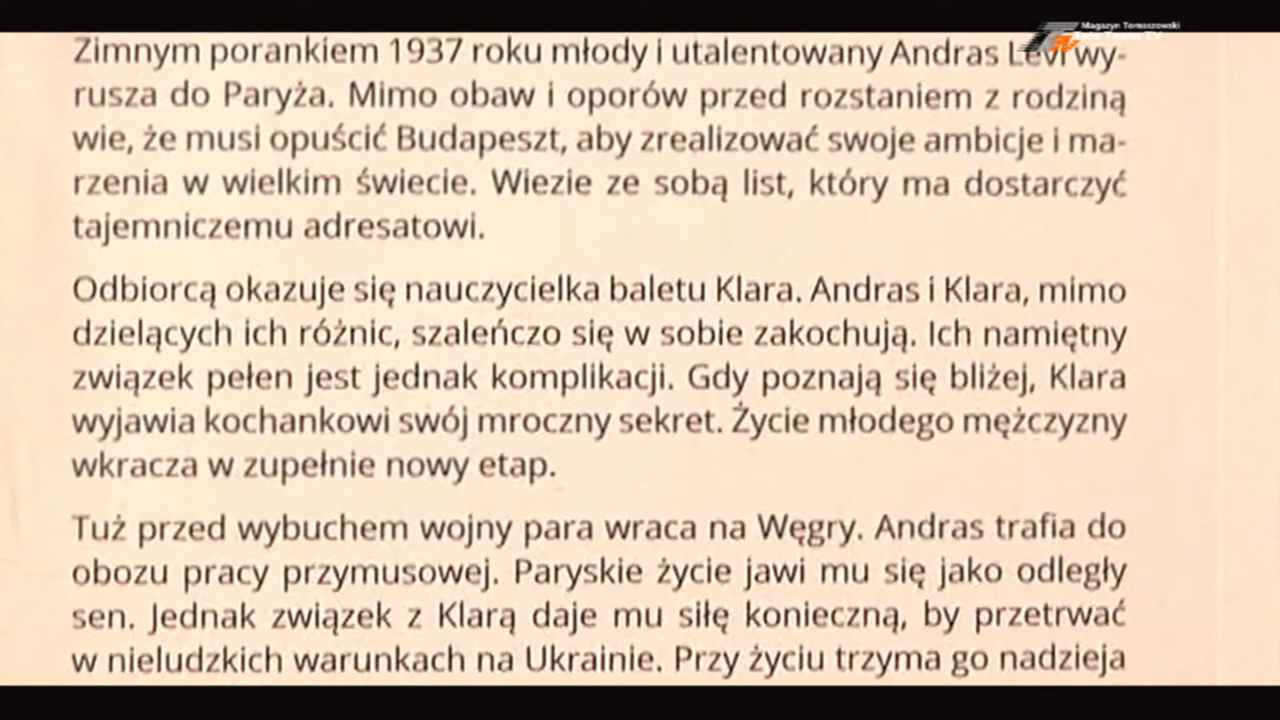 Magazyn Tomaszowski
Zimnym porankiem 1937 roku młody i utalentowany Andras Levi wy-
rusza do Paryża. Mimo obaw i oporów przed rozstaniem z rodziną
wie, że musi opuścić Budapeszt, aby zrealizować swoje ambicje i ma-
rzenia w wielkim świecie. Wiezie ze sobą list, który ma dostarczyć
tajemniczemu adresatowi.
Odbiorcą okazuje się nauczycielka baletu Klara. Andras i Klara, mimo
dzielących ich różnic, szaleńczo się w sobie zakochują. Ich namiętny
związek pełen jest jednak komplikacji. Gdy poznają się bliżej, Klara
wyjawia kochankowi swój mroczny sekret. Życie młodego mężczyzny
wkracza w zupełnie nowy etap.
Tuż przed wybuchem wojny para wraca na Węgry. Andras trafia do
obozu pracy przymusowej. Paryskie życie jawi mu się jako odległy
sen. Jednak związek z Klarą daje mu siłę konieczną, by przetrwać
w nieludzkich warunkach na Ukrainie. Przy życiu trzyma go nadzieja